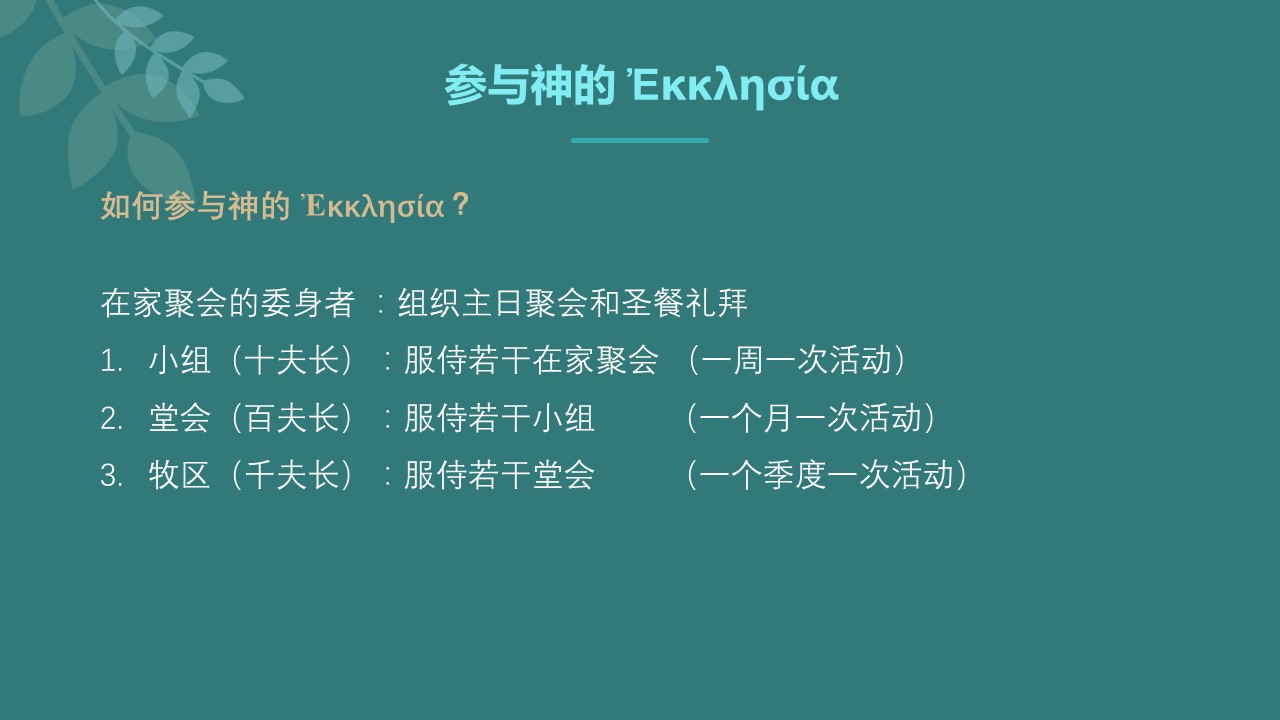 参与神的 Ἐκκλησία
如何参与神的 Ἐκκλησία？
在家聚会的委身者 ：组织主日聚会和圣餐礼拜
1. 小组（十夫长）：服侍若干在家聚会 （一周一次活动）
2. 堂会（百夫长）：服侍若干小组 （一个月一次活动）
3. 牧区（千夫长）：服侍若干堂会 （一个季度一次活动）